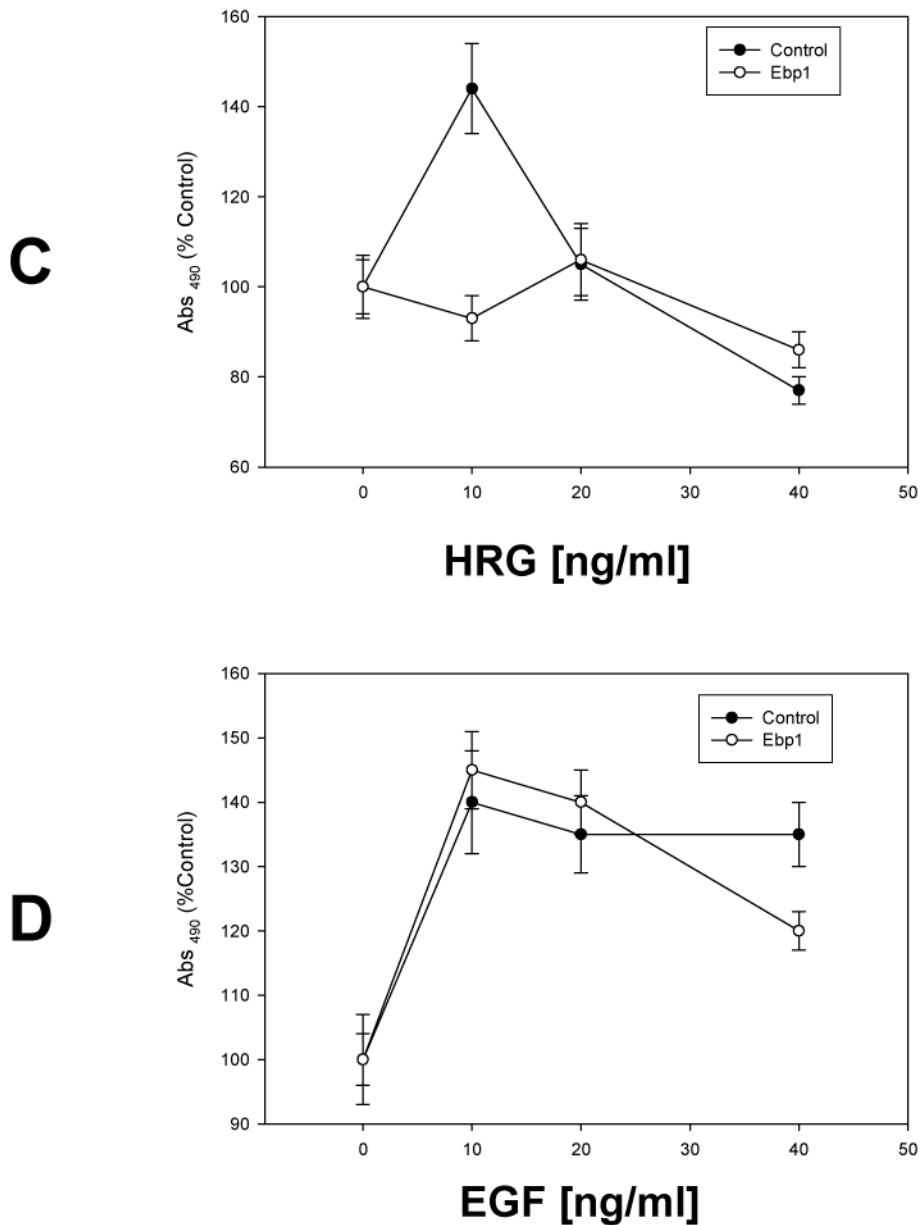 C
160
140
120
100
80
60
Abs 490 (% Control)
Control
Ebp1
0 10 20 30 40 50
HRG [ng/ml]
D
160
150
140
130
120
110
100
90
Abs 490 (%Control)
Control
Ebp1
0 10 20 30 40 50
EGF [ng/ml]